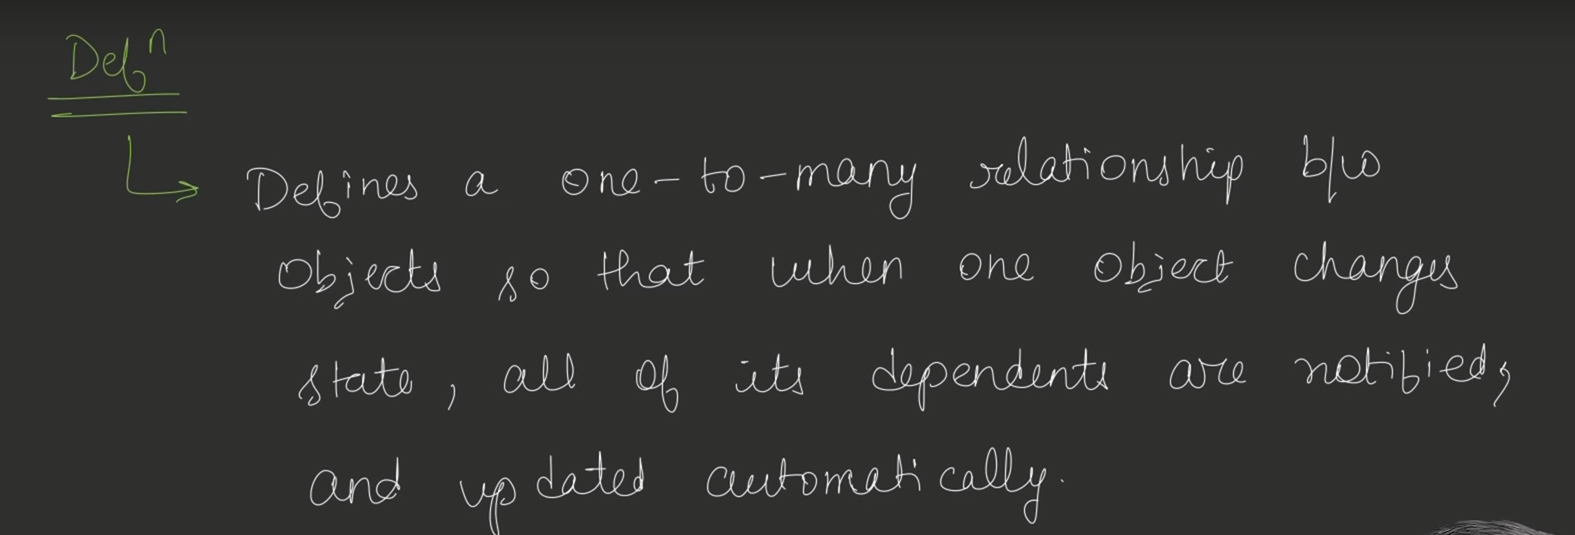 Defⁿ
Defines a one-to-many relationship b/w
Objects so that when one object changes
state, all of its dependents are notified,
and updated automatically.